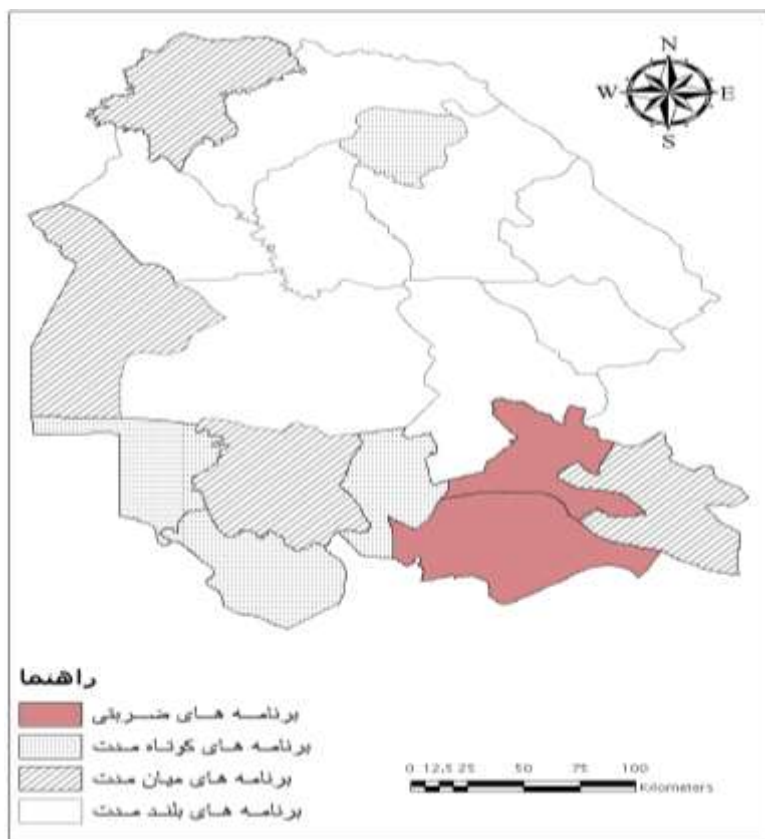 N
W E
S
راهنما
برنامه های ضربتی
برنامه های کوتاه مدت
برنامه های میان مدت
برنامه های بلند مدت
0 12,5 25 50 75 100
Kilometers